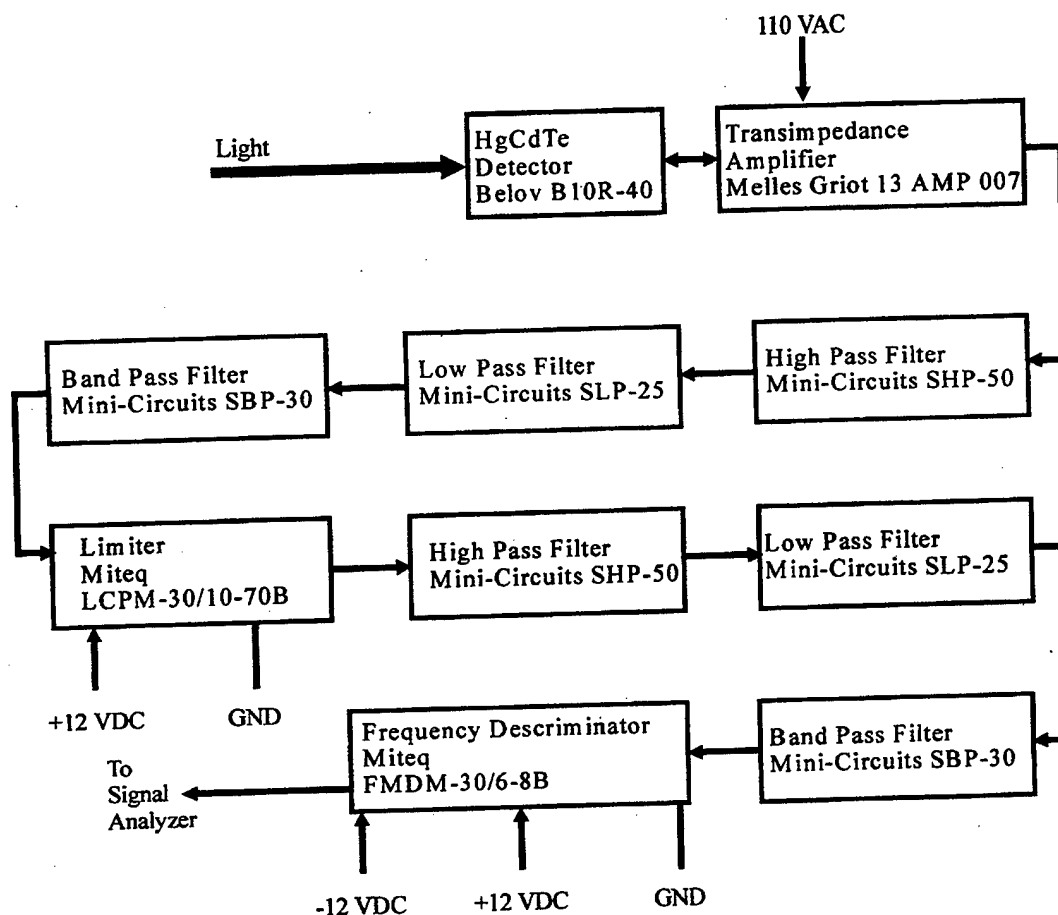 110 VAC
Light
HgCdTe
Detector
Belov B10R-40
Transimpedance
Amplifier
Melles Griot 13 AMP 007
Band Pass Filter
Mini-Circuits SBP-30
Low Pass Filter
Mini-Circuits SLP-25
High Pass Filter
Mini-Circuits SHP-50
Limiter
Miteq
LCPM-30/10-70B
High Pass Filter
Mini-Circuits SHP-50
Low Pass Filter
Mini-Circuits SLP-25
+12 VDC
GND
To
Signal
Analyzer
Frequency Descriminator
Miteq
FMDM-30/6-8B
Band Pass Filter
Mini-Circuits SBP-30
-12 VDC
+12 VDC
GND